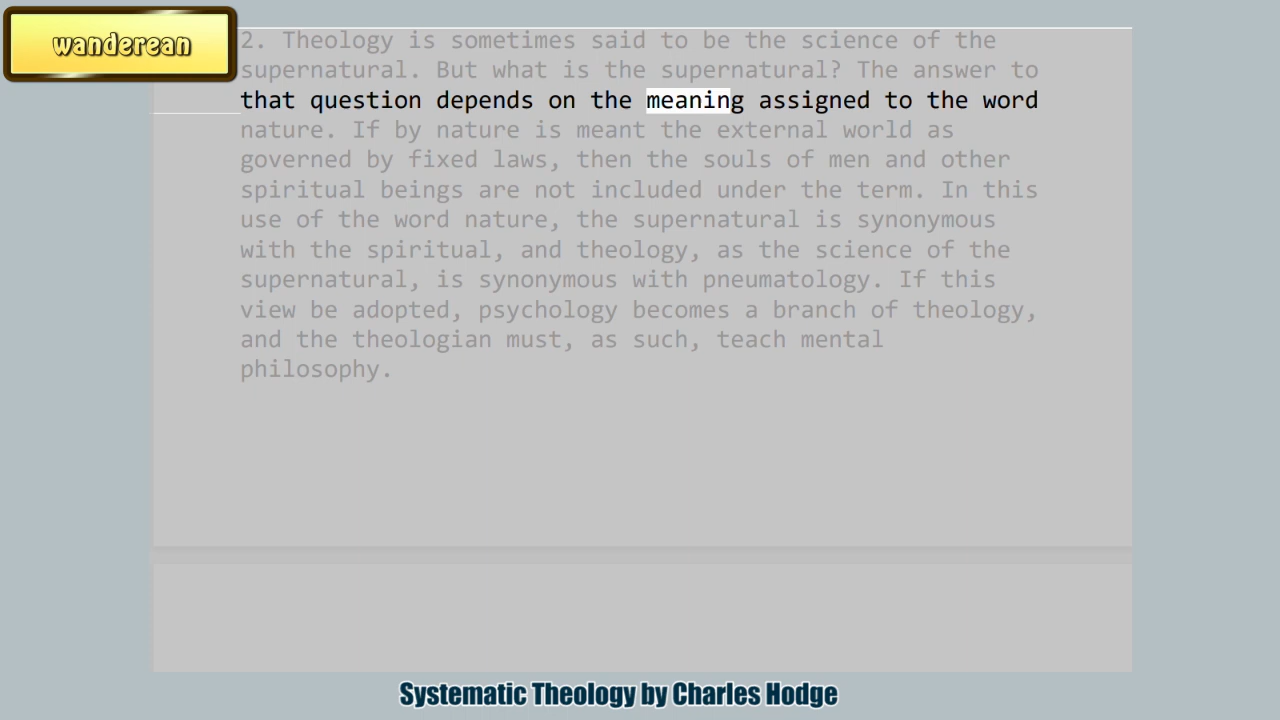 wanderean
2. Theology is sometimes said to be the science of the
supernatural. But what is the supernatural? The answer to
that question depends on the meaning assigned to the word
nature. If by nature is meant the external world as
governed by fixed laws, then the souls of men and other
spiritual beings are not included under the term. In this
use of the word nature, the supernatural is synonymous
with the spiritual, and theology, as the science of the
supernatural, is synonymous with pneumatology. If this
view be adopted, psychology becomes a branch of theology,
and the theologian must, as such, teach mental
philosophy.
Systematic Theology by Charles Hodge